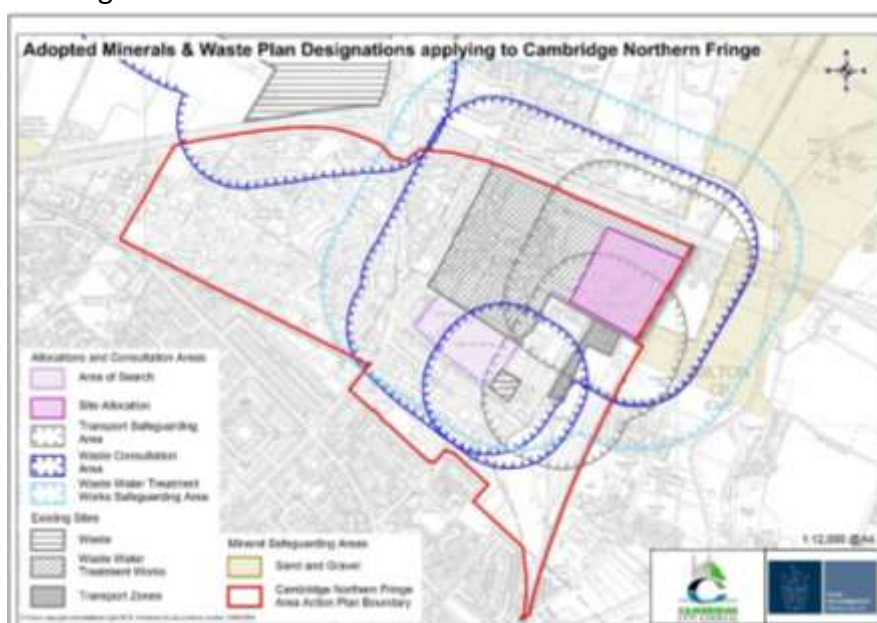 Adopted Minerals & Waste Plan Designations applying to Cambridge Northern Fringe
Allocations and Consultation Areas
Area of Search
Site Allocation
Transport Safeguarding
Area
Waste Consultation
Area
Waste Water Treatment
Works Safeguarding Area
Existing Sites
Waste
Waste Water
Treatment Works
Transport Zones
Mineral Safeguarding Areas
Sand and Gravel
Cambridge Northern Fringe
Area Action Plan Boundary
1:12,000 @A4
CAMBRIDGE
CITY COUNCIL